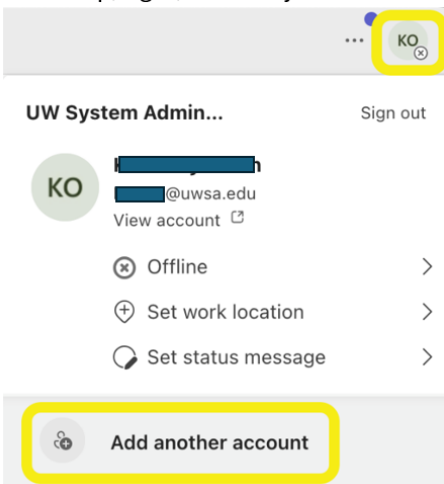 ... KO
UW System Admin... Sign out
KO
@uwsa.edu
View account
Offline
Set work location
Set status message
Add another account